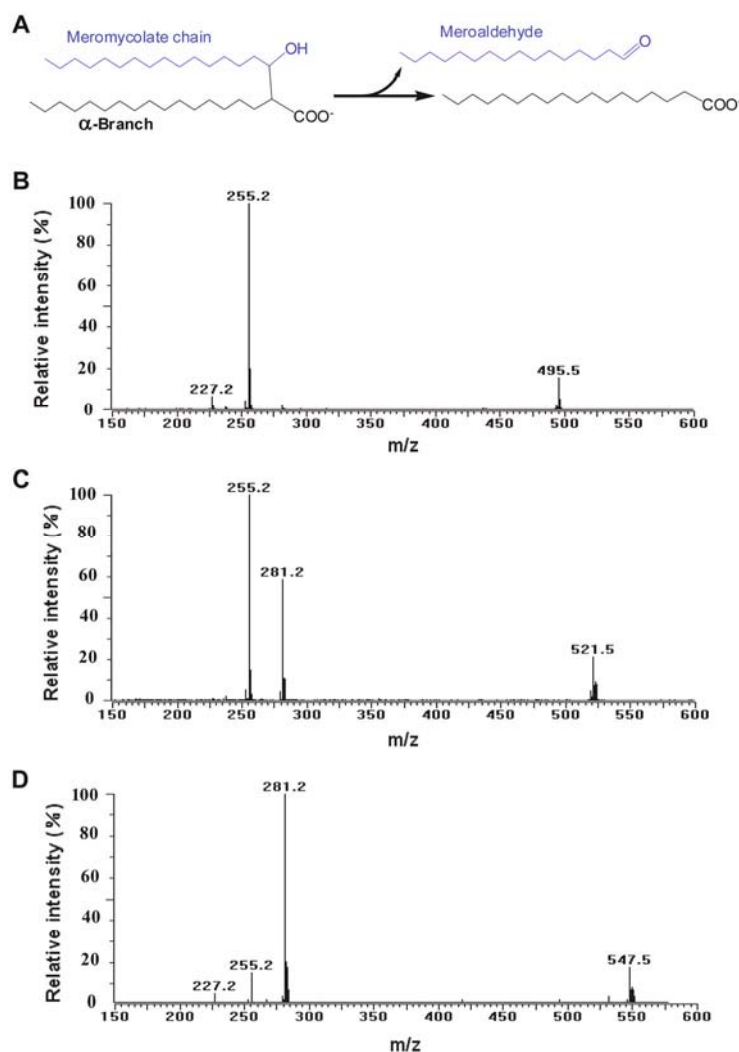 A
Meromycolate chain
OH
COO-
α-Branch
Meroaldehyde
O
COO-
B
Relative intensity (%)
100
80
60
40
20
0
255.2
227.2
495.5
150 200 250 300 350 400 450 500 550 600
m/z
C
Relative intensity (%)
100
80
60
40
20
0
255.2
281.2
521.5
150 200 250 300 350 400 450 500 550 600
m/z
D
Relative intensity (%)
100
80
60
40
20
0
281.2
227.2
255.2
547.5
150 200 250 300 350 400 450 500 550 600
m/z